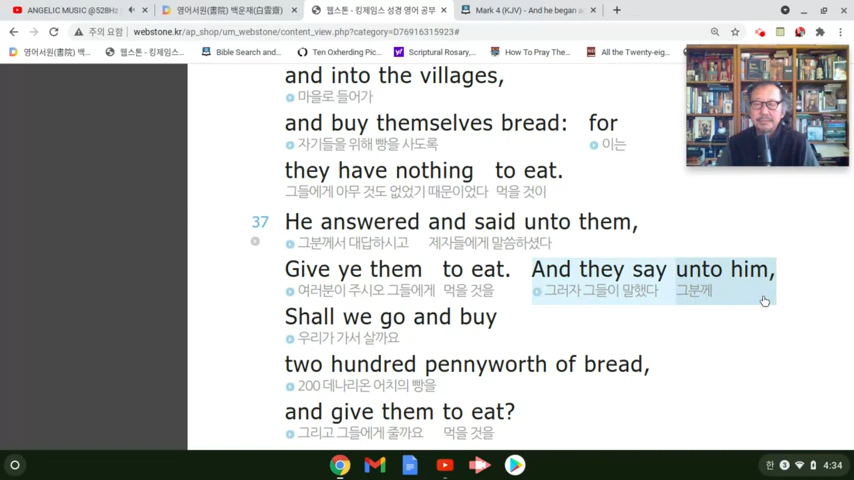 ANGELIC MUSIC @528Hz
영어서원(書院) 백운재(白雲齋)
웹스톤 - 킹제임스 성경 영어 공부
Mark 4 (KJV) - And he began a
주의 요함
webstone.kr/ap_shop/um_webstone/content_view.php?category=D76916315923#
영어서원(書院) 백...
웹스톤 - 킹제임스...
Bible Search and...
Ten Oxherding Pic...
Scriptural Rosary,...
How To Pray The...
All the Twenty-eig...
and into the villages,
마을로 들어가
and buy themselves bread: for
자기들을 위해 빵을 사도록 이는
they have nothing to eat.
그들에게 아무 것도 없었기 때문이었다 먹을 것이
37 He answered and said unto them,
그분께서 대답하시고 제자들에게 말씀하셨다
Give ye them to eat. And they say unto him,
여러분이 주시오 그들에게 먹을 것을 그러자 그들이 말했다 그분께
Shall we go and buy
우리가 가서 살까요
two hundred pennyworth of bread,
200 데나리온 어치의 빵을
and give them to eat?
그리고 그들에게 줄까요 먹을 것을
한 3 4:34